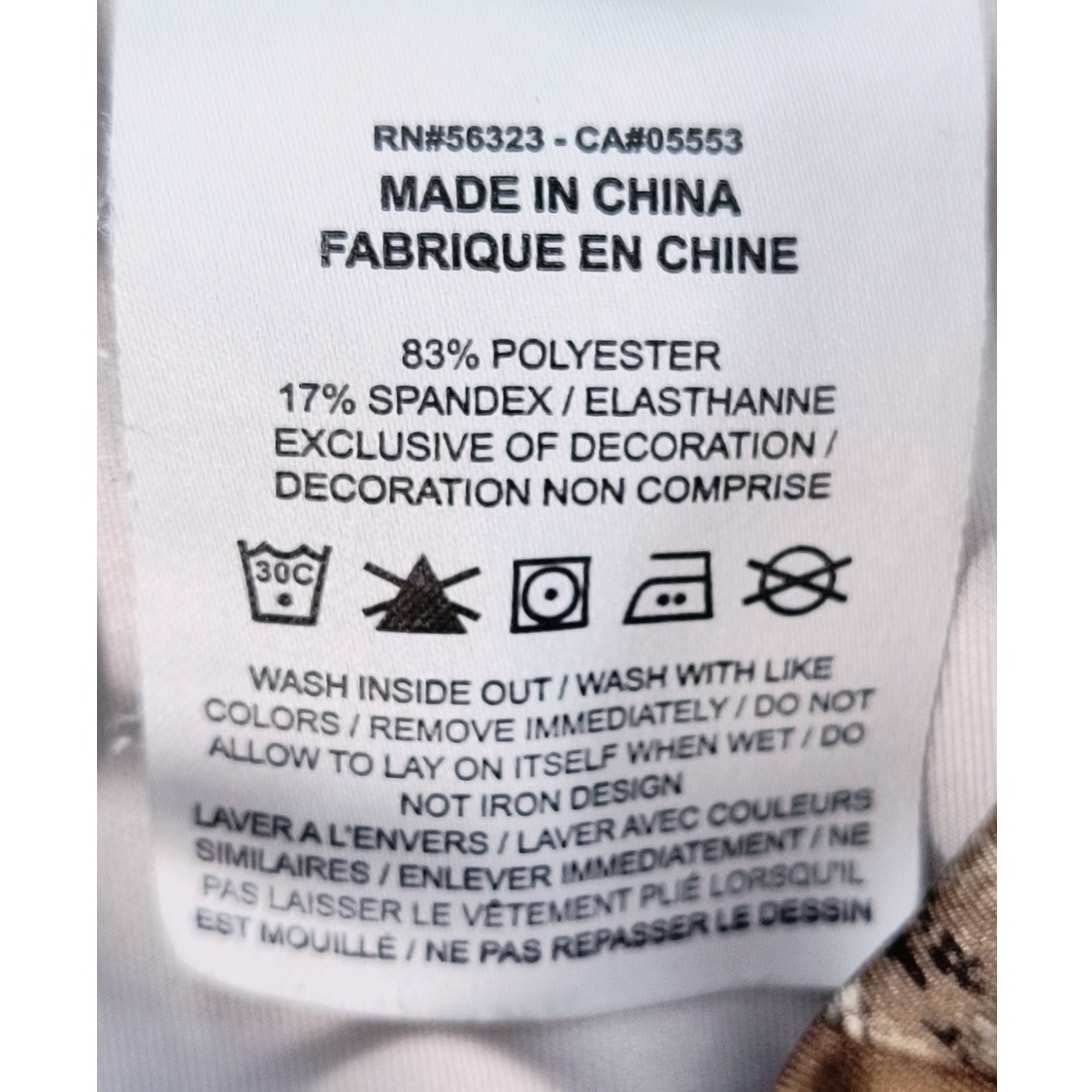 RN#56323 - CA#05553
MADE IN CHINA
FABRIQUE EN CHINE
83% POLYESTER
17% SPANDEX / ELASTHANNE
EXCLUSIVE OF DECORATION /
DECORATION NON COMPRISE
30C
WASH INSIDE OUT / WASH WITH LIKE
COLORS / REMOVE IMMEDIATELY / DO NOT
ALLOW TO LAY ON ITSELF WHEN WET / DO
NOT IRON DESIGN
LAVER A L'ENVERS / LAVER AVEC COULEURS
SIMILAIRES / ENLEVER IMMEDIATEMENT / NE
PAS LAISSER LE VÊTEMENT PLIÉ LORSQU'IL
EST MOUILLÉ / NE PAS REPASSER LE DESSIN